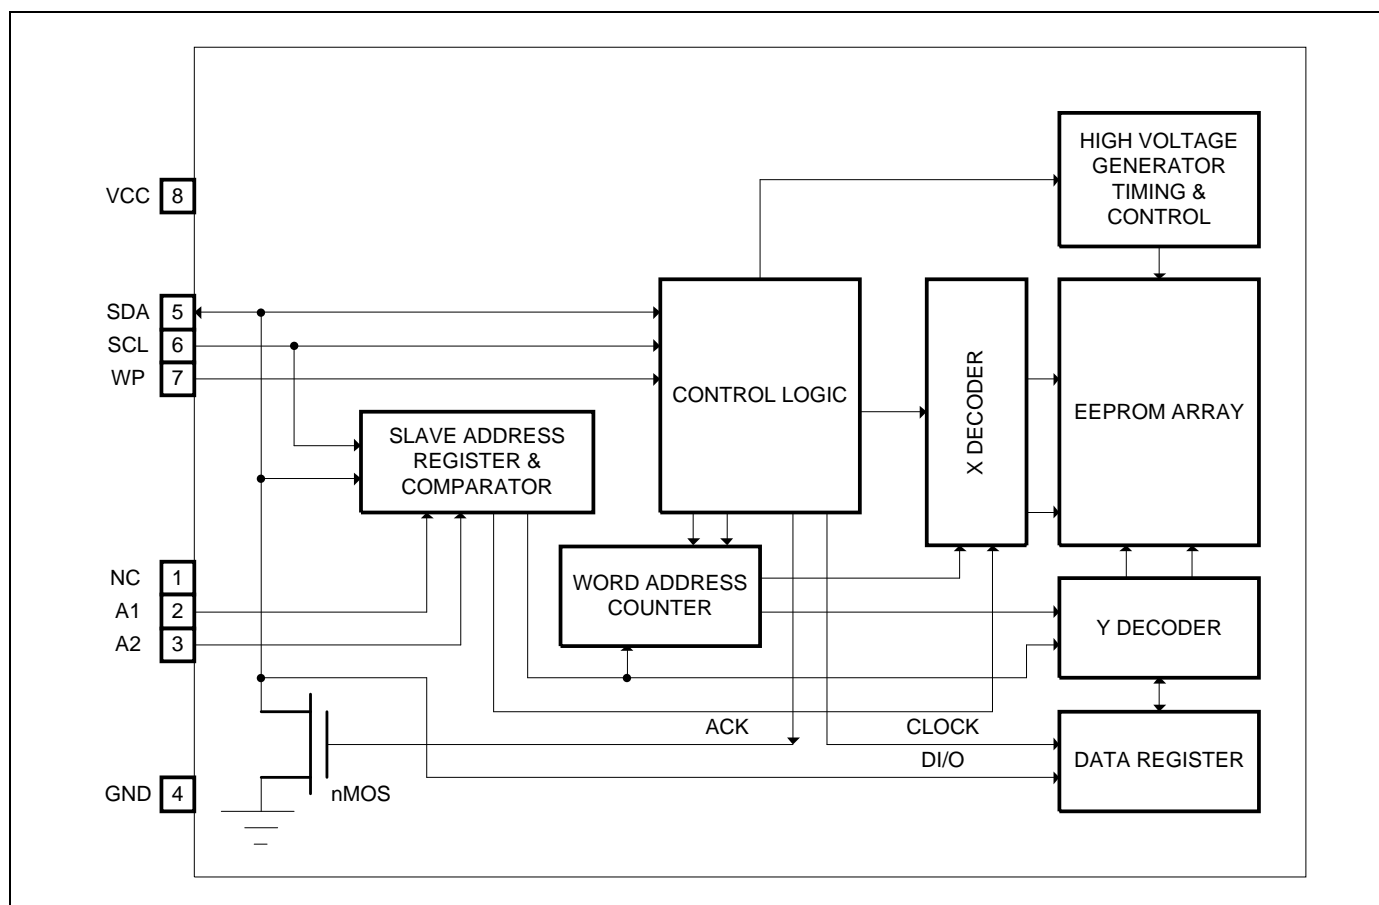 HIGH VOLTAGE
GENERATOR
TIMING &
CONTROL
VCC 8
SDA 5
SCL 6
WP 7
CONTROL LOGIC
X DECODER
EEPROM ARRAY
SLAVE ADDRESS
REGISTER &
COMPARATOR
NC 1
A1 2
A2 3
WORD ADDRESS
COUNTER
Y DECODER
ACK
CLOCK
DI/O
DATA REGISTER
GND 4
nMOS